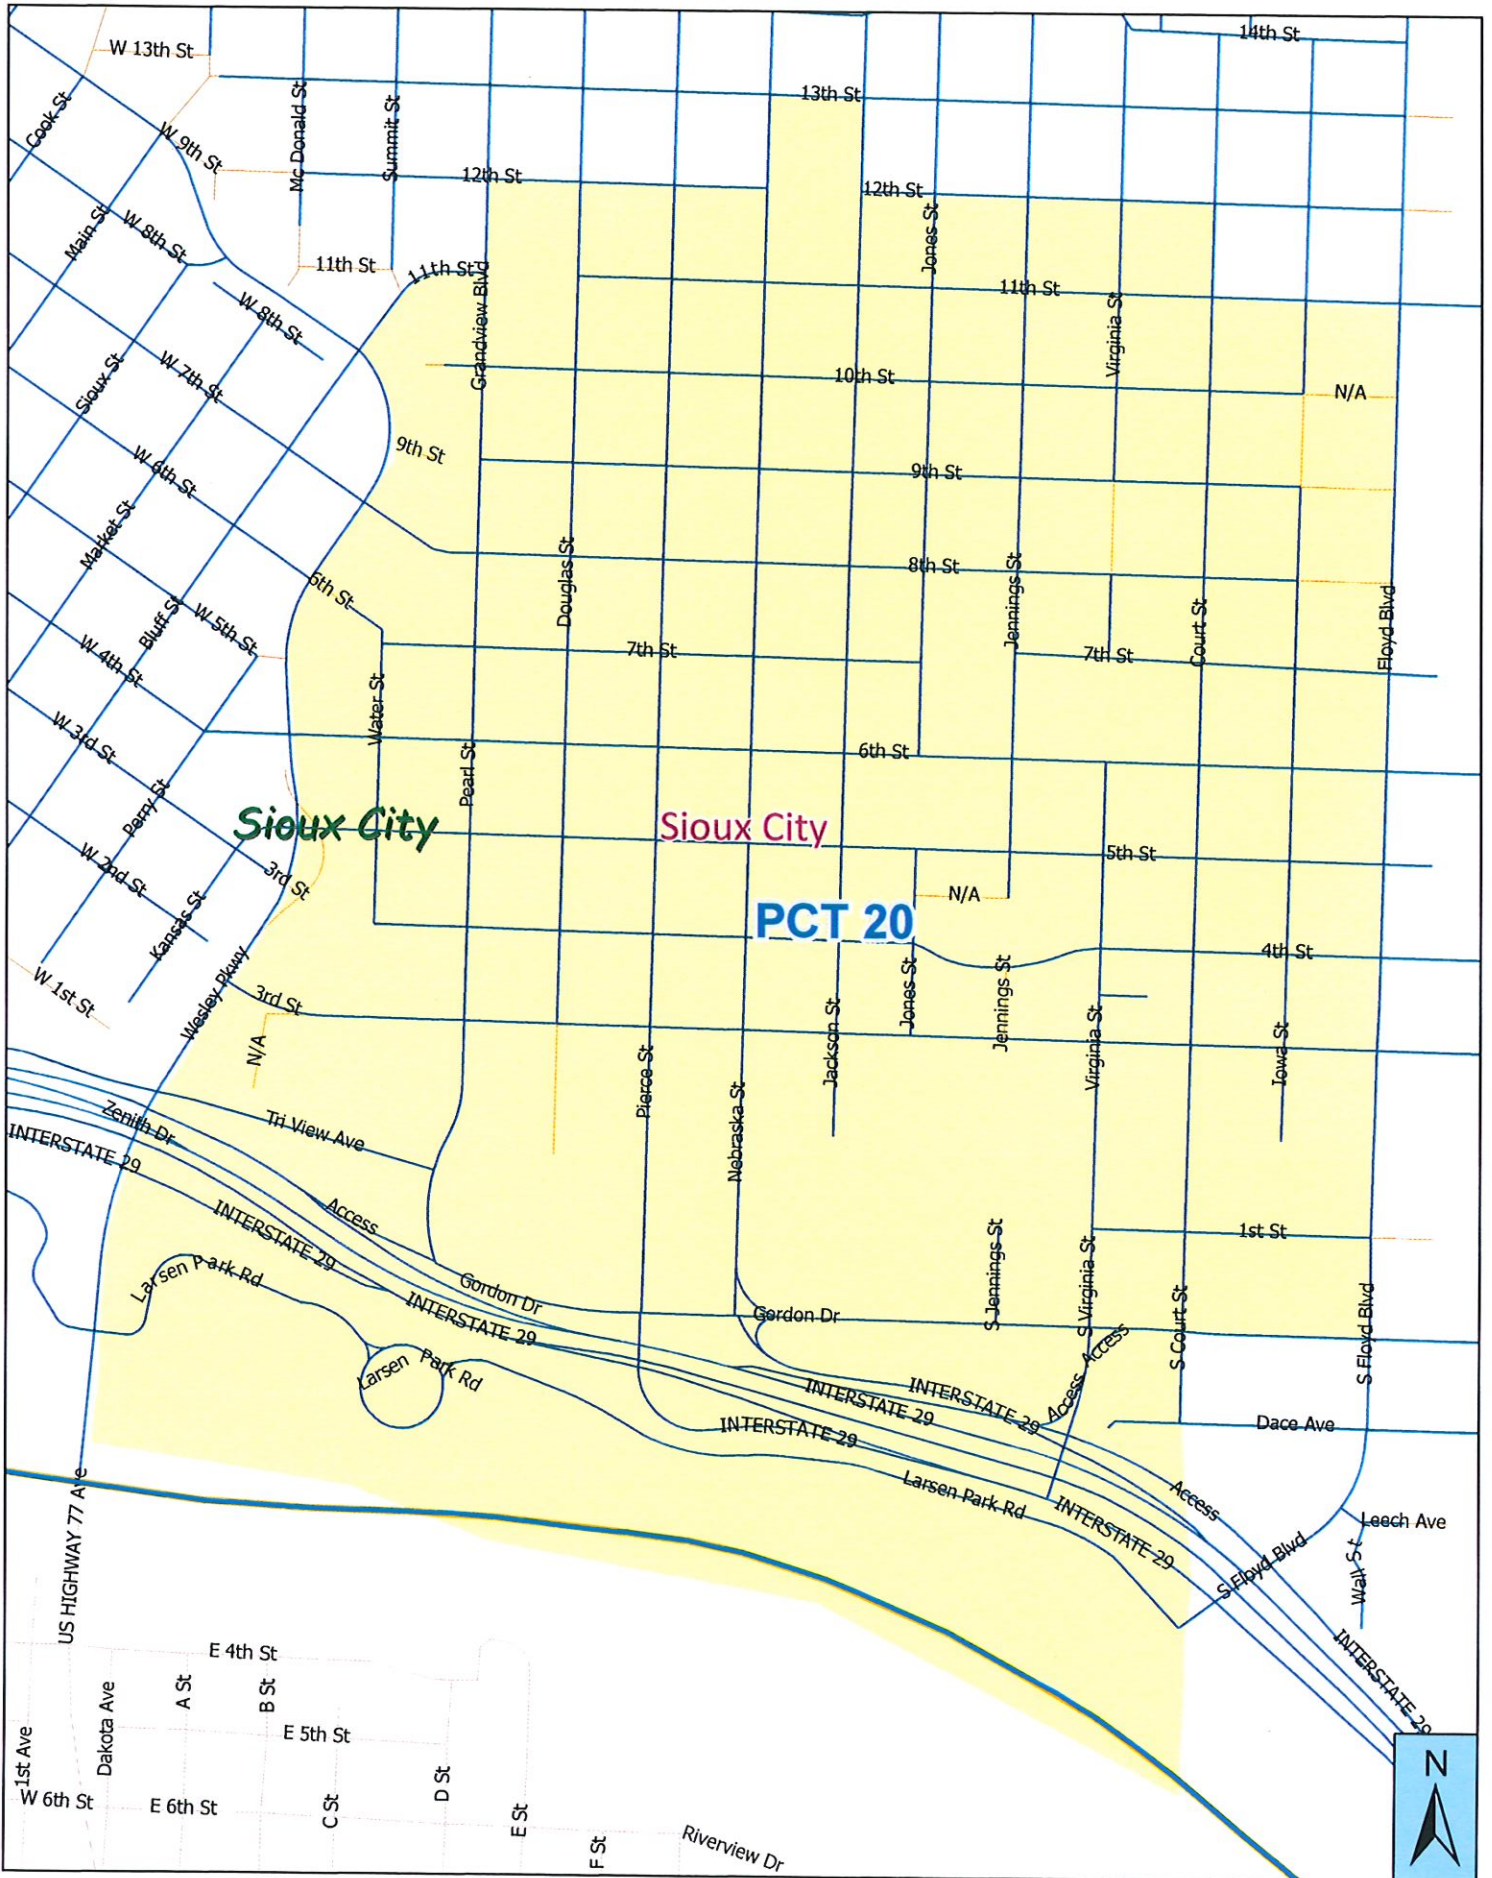 14th St
W 13th St
13th St
Cook St
Mc Donald St
Summit St
W 9th St
12th St
12th St
Main St
W 8th St
Jones St
11th St
11th St
Grandview Blvd
11th St
Virginia St
W 8th St
W 7th St
Sioux St
10th St
N/A
9th St
9th St
W 6th St
Market St
Douglas St
8th St
Jennings St
Court St
Floyd Blvd
6th St
Bluff St
W 5th St
W 4th St
7th St
7th St
Water St
W 3rd St
Pearl St
6th St
Perry St
Sioux City
Sioux City
5th St
W 2nd St
3rd St
N/A
Kansas St
PCT 20
4th St
W 1st St
Wesley Pkwy
3rd St
Jones St
Jennings St
N/A
Jackson St
Virginia St
Iowa St
Pierce St
Nebraska St
Zenith Dr
Tri View Ave
INTERSTATE 29
Access
INTERSTATE 29
1st St
S Jennings St
S Virginia St
Larsen Park Rd
Gordon Dr
INTERSTATE 29
Gordon Dr
S Court St
S Floyd Blvd
Access
Access
Larsen Park Rd
INTERSTATE 29
INTERSTATE 29
INTERSTATE 29
Dace Ave
Larsen Park Rd
Access
INTERSTATE 29
Leech Ave
US HIGHWAY 77 Ave
S Floyd Blvd
Wall St
INTERSTATE 29
E 4th St
Dakota Ave
A St
B St
E 5th St
1st Ave
D St
W 6th St
E 6th St
C St
E St
F St
Riverview Dr
N